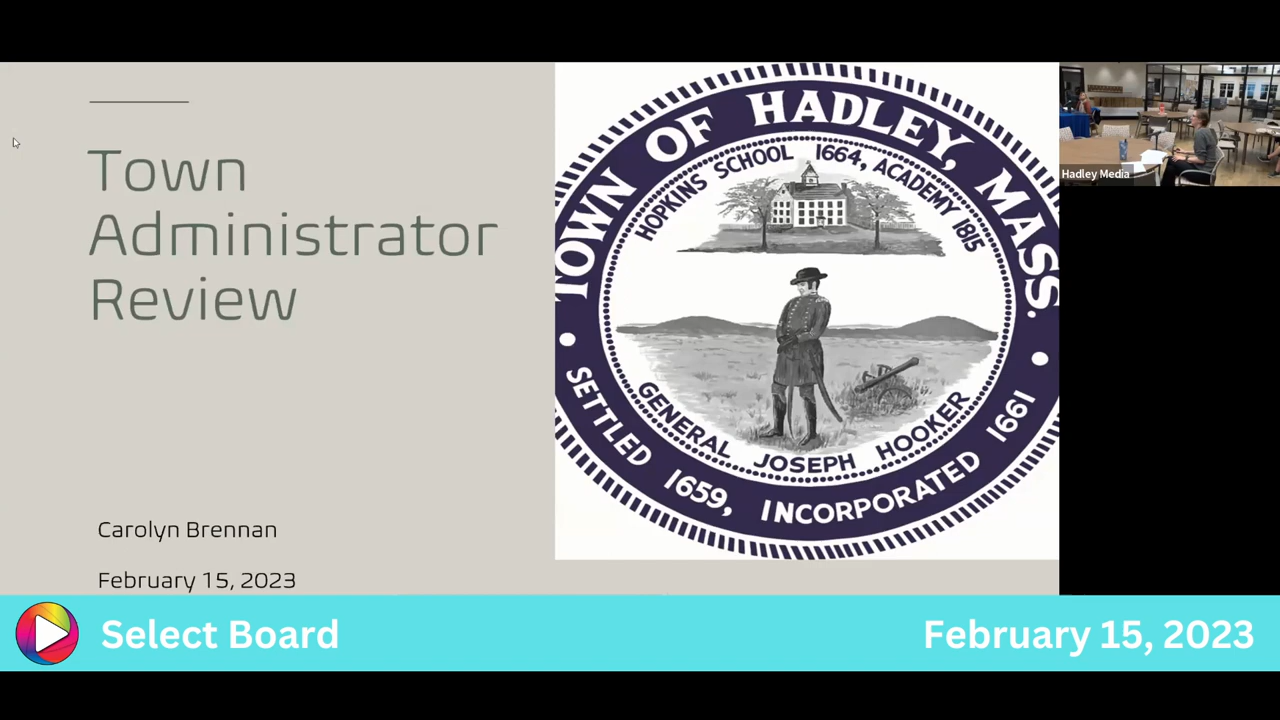 Town
Administrator
Review
Carolyn Brennan
February 15, 2023
TOWN OF HADLEY, MASS.
HOPKINS SCHOOL 1664, ACADEMY 1815
GENERAL JOSEPH HOOKER
SETTLED 1659, INCORPORATED 1661
Hadley Media
Select Board
February 15, 2023